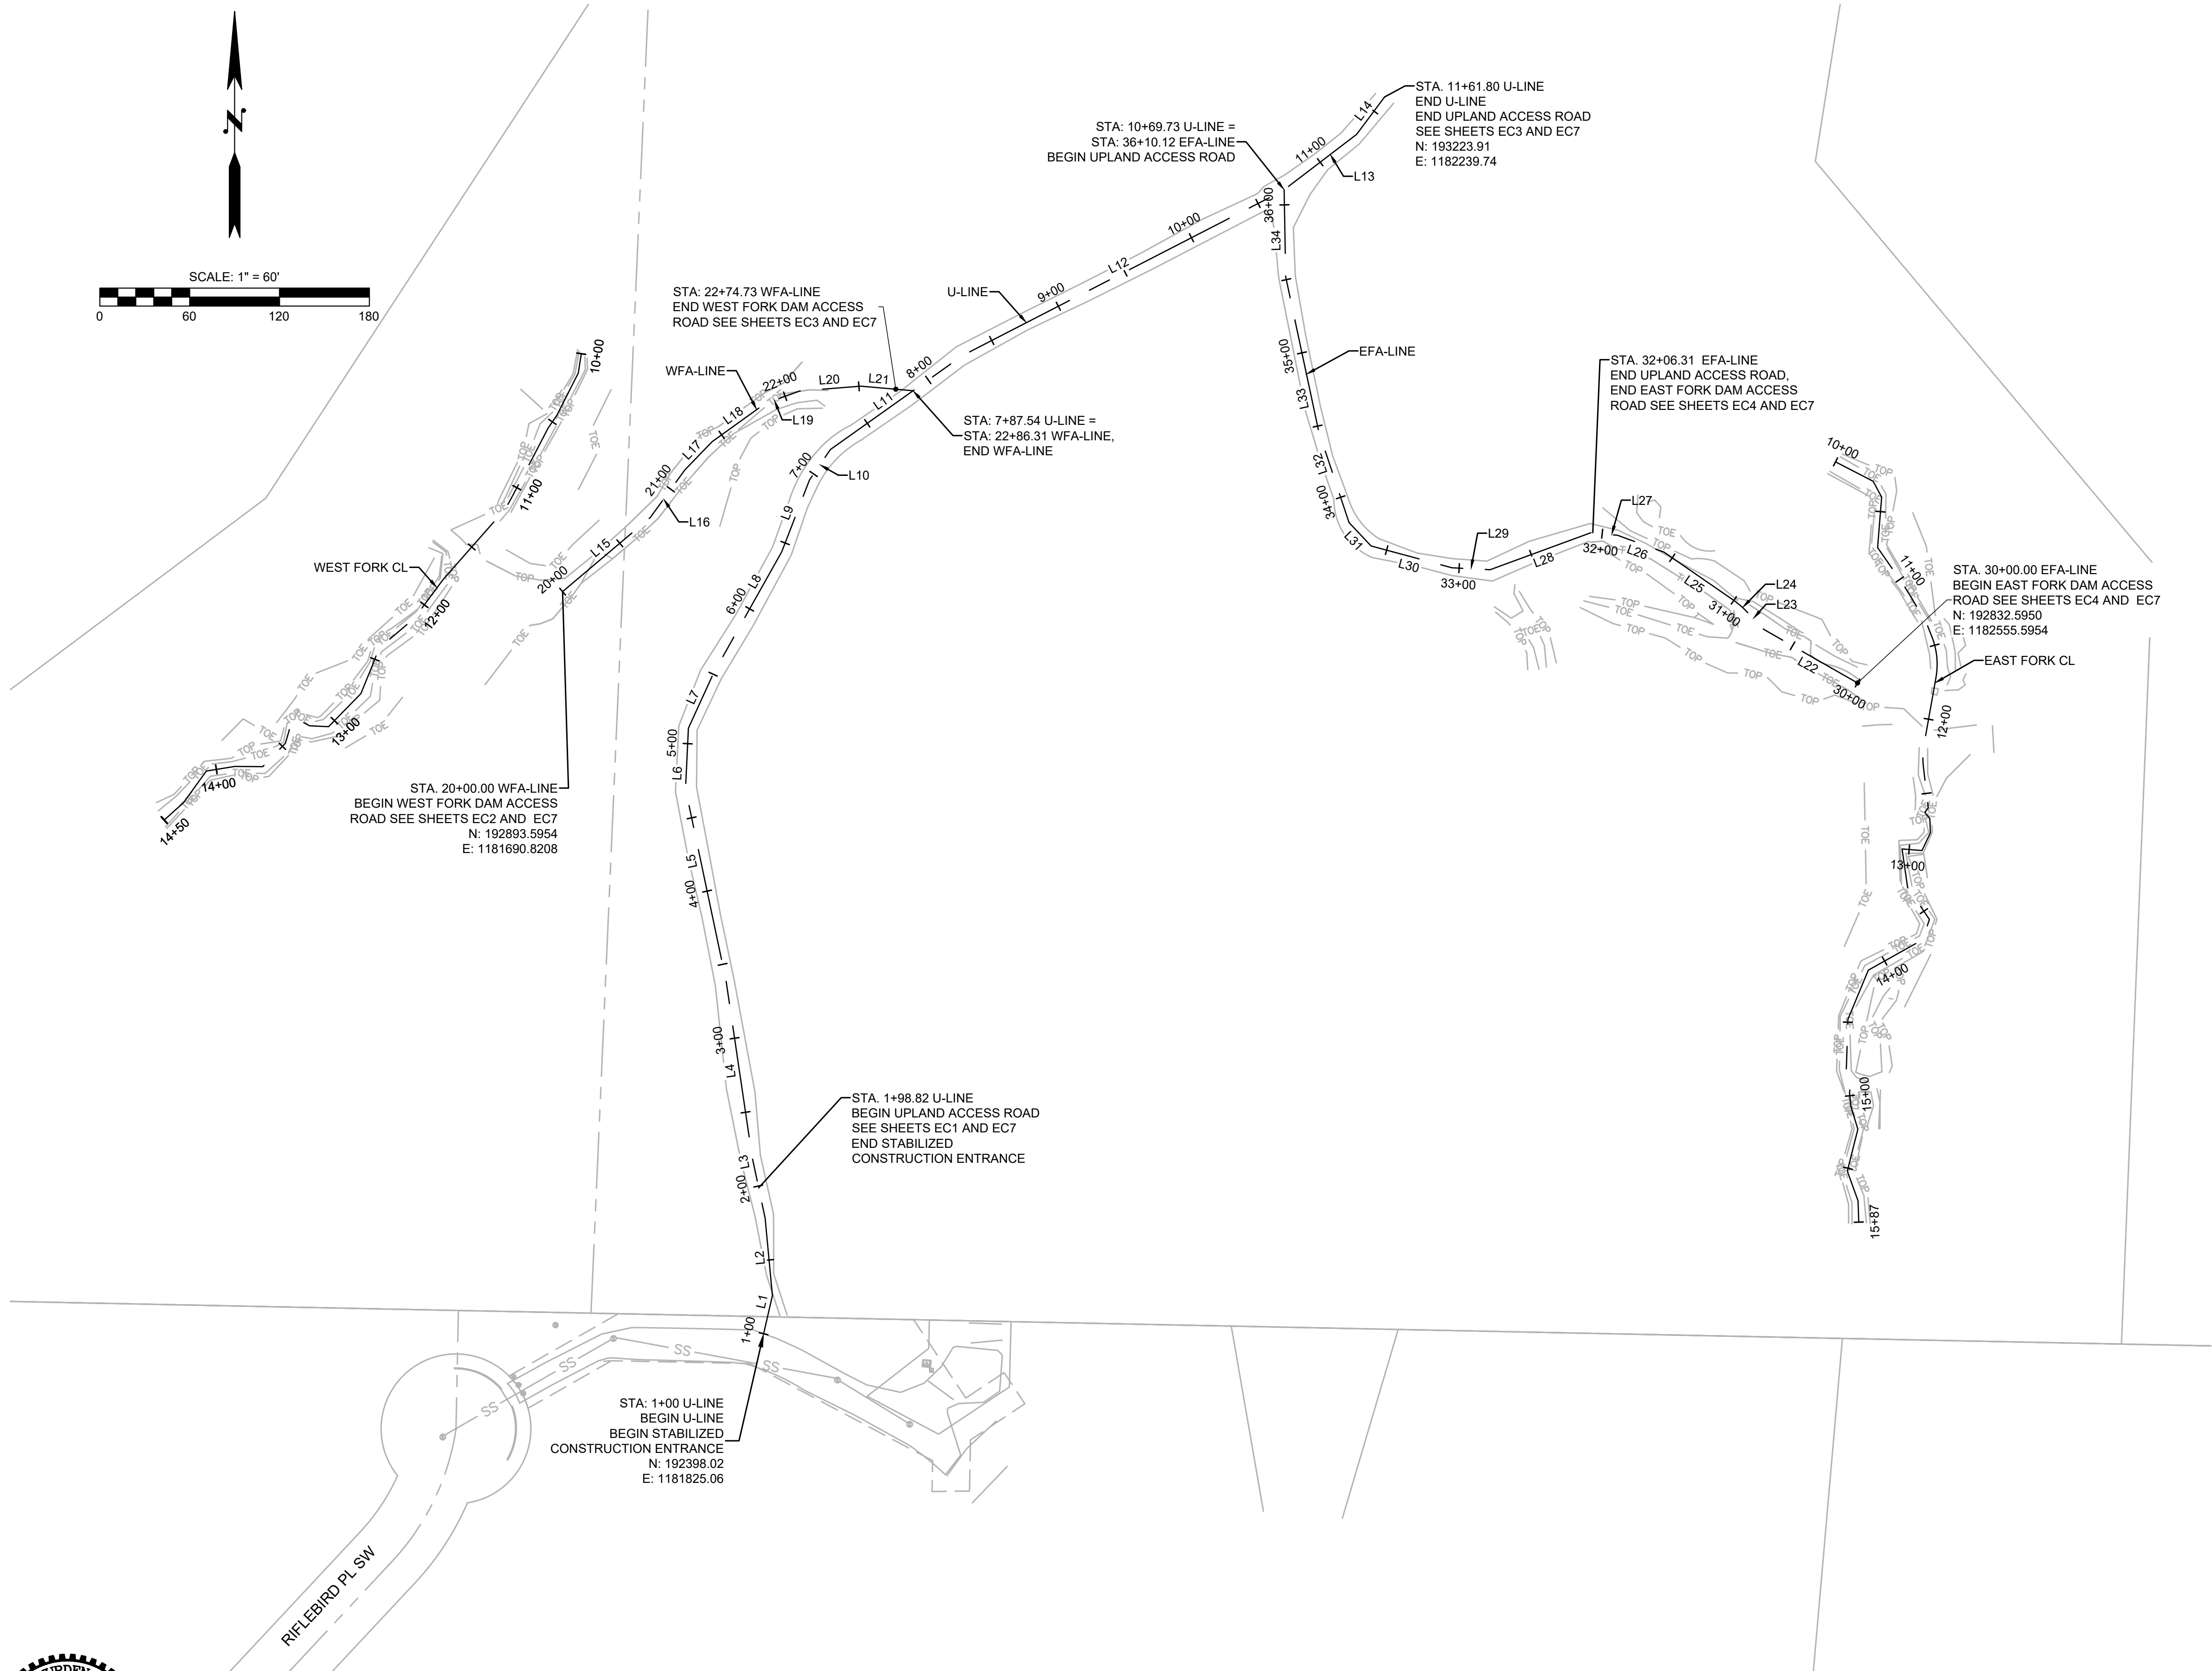 N
SCALE: 1" = 60'
0 60 120 180
STA. 11+61.80 U-LINE
END U-LINE
END UPLAND ACCESS ROAD
SEE SHEETS EC3 AND EC7
N: 193223.91
E: 1182239.74
STA: 10+69.73 U-LINE =
STA: 36+10.12 EFA-LINE
BEGIN UPLAND ACCESS ROAD
L14
11+00
L13
36+00
L34
10+00
L12
9+00
U-LINE
STA: 22+74.73 WFA-LINE
END WEST FORK DAM ACCESS
ROAD SEE SHEETS EC3 AND EC7
8+00
WFA-LINE
22+00
L20
L21
L11
L19
L18
L17
21+00
L16
L15
20+00
STA: 7+87.54 U-LINE =
STA: 22+86.31 WFA-LINE,
END WFA-LINE
7+00
L10
L9
L8
6+00
L7
5+00
L6
L5
4+00
3+00
L4
L3
2+00
L2
L1
1+00
EFA-LINE
35+00
L33
L32
34+00
L31
L30
33+00
L29
L28
32+00
L27
L26
L25
31+00
L24
L23
L22
30+00
STA. 32+06.31 EFA-LINE
END UPLAND ACCESS ROAD,
END EAST FORK DAM ACCESS
ROAD SEE SHEETS EC4 AND EC7
STA. 30+00.00 EFA-LINE
BEGIN EAST FORK DAM ACCESS
ROAD SEE SHEETS EC4 AND EC7
N: 192832.5950
E: 1182555.5954
EAST FORK CL
10+00
11+00
12+00
13+00
14+00
15+00
15+87
WEST FORK CL
10+00
11+00
12+00
13+00
14+00
14+50
STA. 20+00.00 WFA-LINE
BEGIN WEST FORK DAM ACCESS
ROAD SEE SHEETS EC2 AND EC7
N: 192893.5954
E: 1181690.8208
STA. 1+98.82 U-LINE
BEGIN UPLAND ACCESS ROAD
SEE SHEETS EC1 AND EC7
END STABILIZED
CONSTRUCTION ENTRANCE
STA: 1+00 U-LINE
BEGIN U-LINE
BEGIN STABILIZED
CONSTRUCTION ENTRANCE
N: 192398.02
E: 1181825.06
SS
SS
SS
SS
TOP
TOE
RIFLEBIRD PL SW